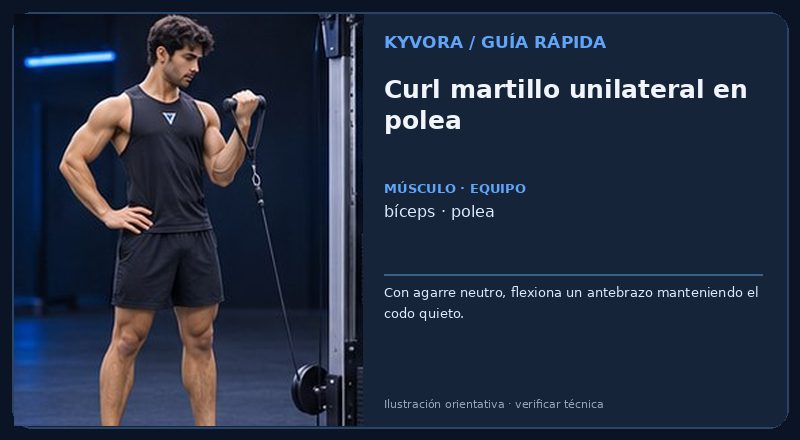 KYVORA / GUÍA RÁPIDA
Curl martillo unilateral en
polea
MÚSCULO · EQUIPO
bíceps · polea
Con agarre neutro, flexiona un antebrazo manteniendo el
codo quieto.
Ilustración orientativa · verificar técnica